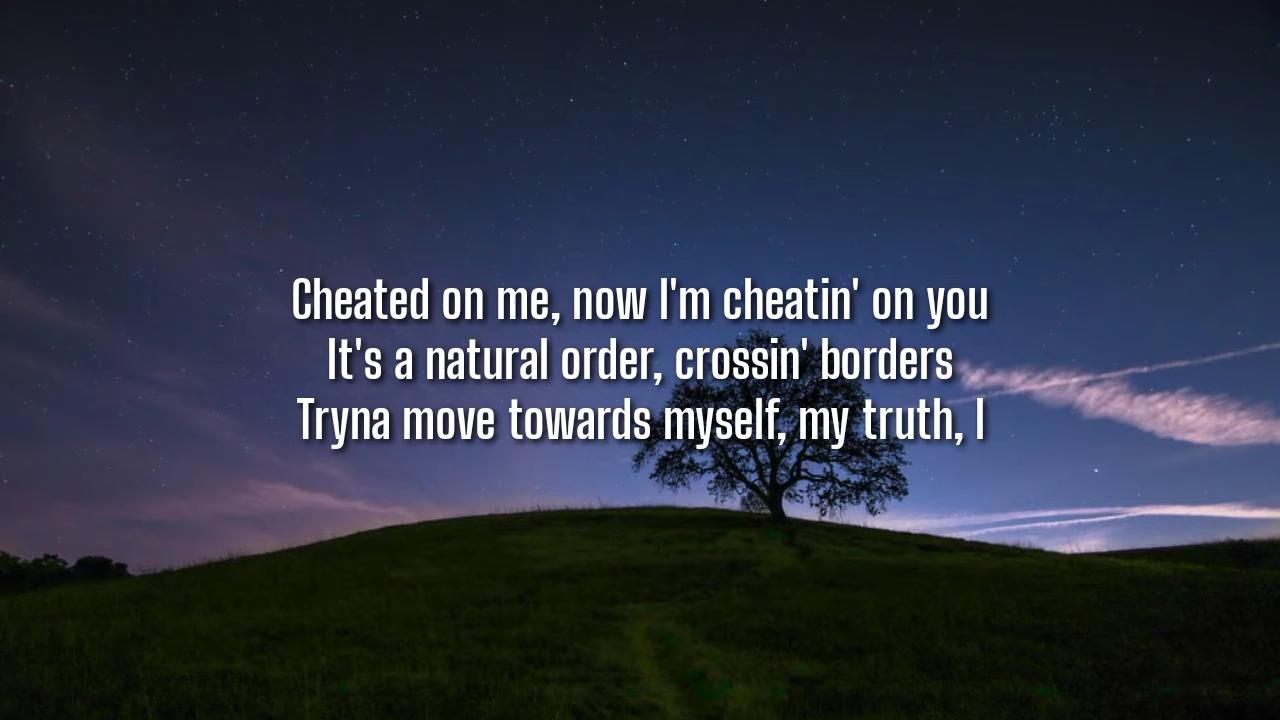 Cheated on me, now I'm cheatin' on you
It's a natural order, crossin' borders
Tryna move towards myself, my truth, I